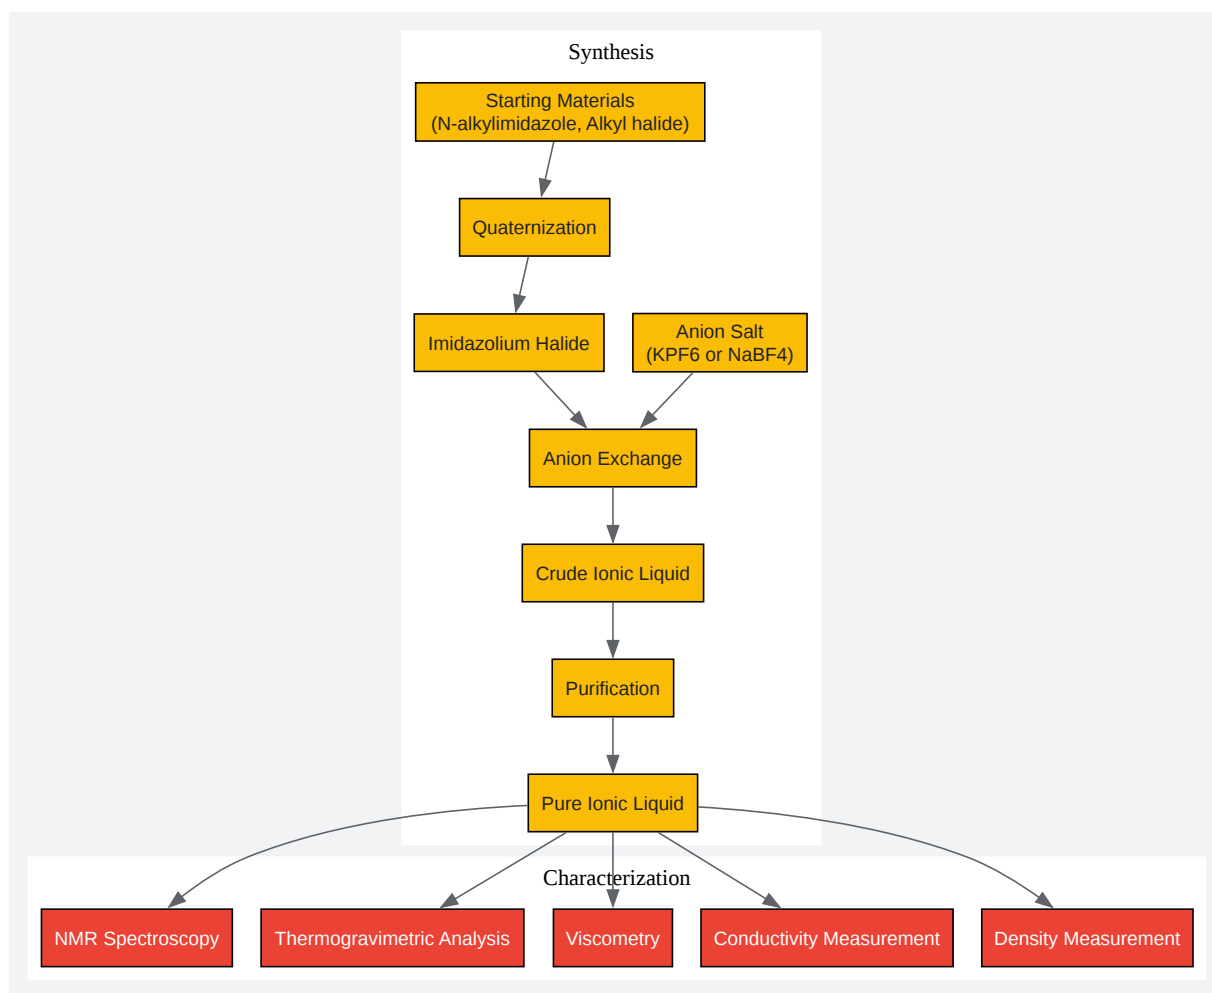 Synthesis
Starting Materials
(N-alkylimidazole, Alkyl halide)
Quaternization
Imidazolium Halide
Anion Salt
(KPF6 or NaBF4)
Anion Exchange
Crude Ionic Liquid
Purification
Pure Ionic Liquid
Characterization
NMR Spectroscopy
Thermogravimetric Analysis
Viscometry
Conductivity Measurement
Density Measurement